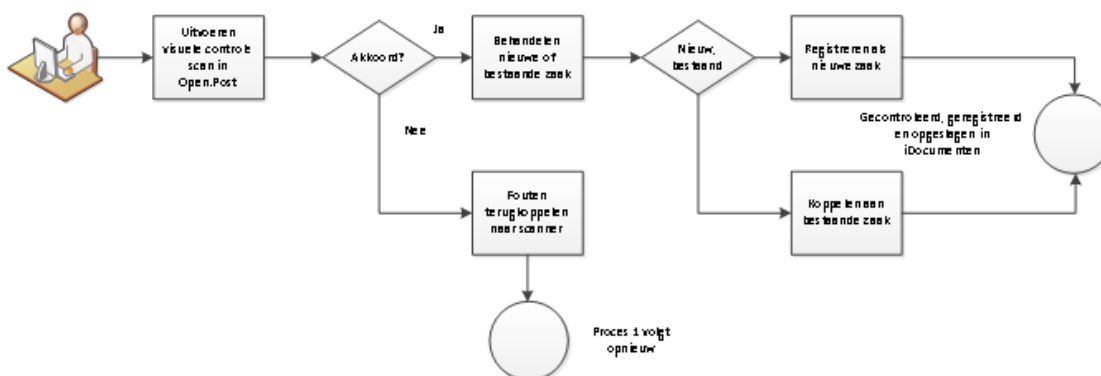 Uitvoeren
visuele controle
scan in
Open.Post
Akkoord?
Ja
Behandelen
nieuwe of
bestaande zaak
Nieuw,
bestaand
Registreren als
nieuwe zaak
Gecontroleerd, geregistreerd
en opgeslagen in
iDocumenten
Nee
Fouten
terugkoppelen
naar scanner
Koppelen aan
bestaande zaak
Proces 1 volgt
opnieuw